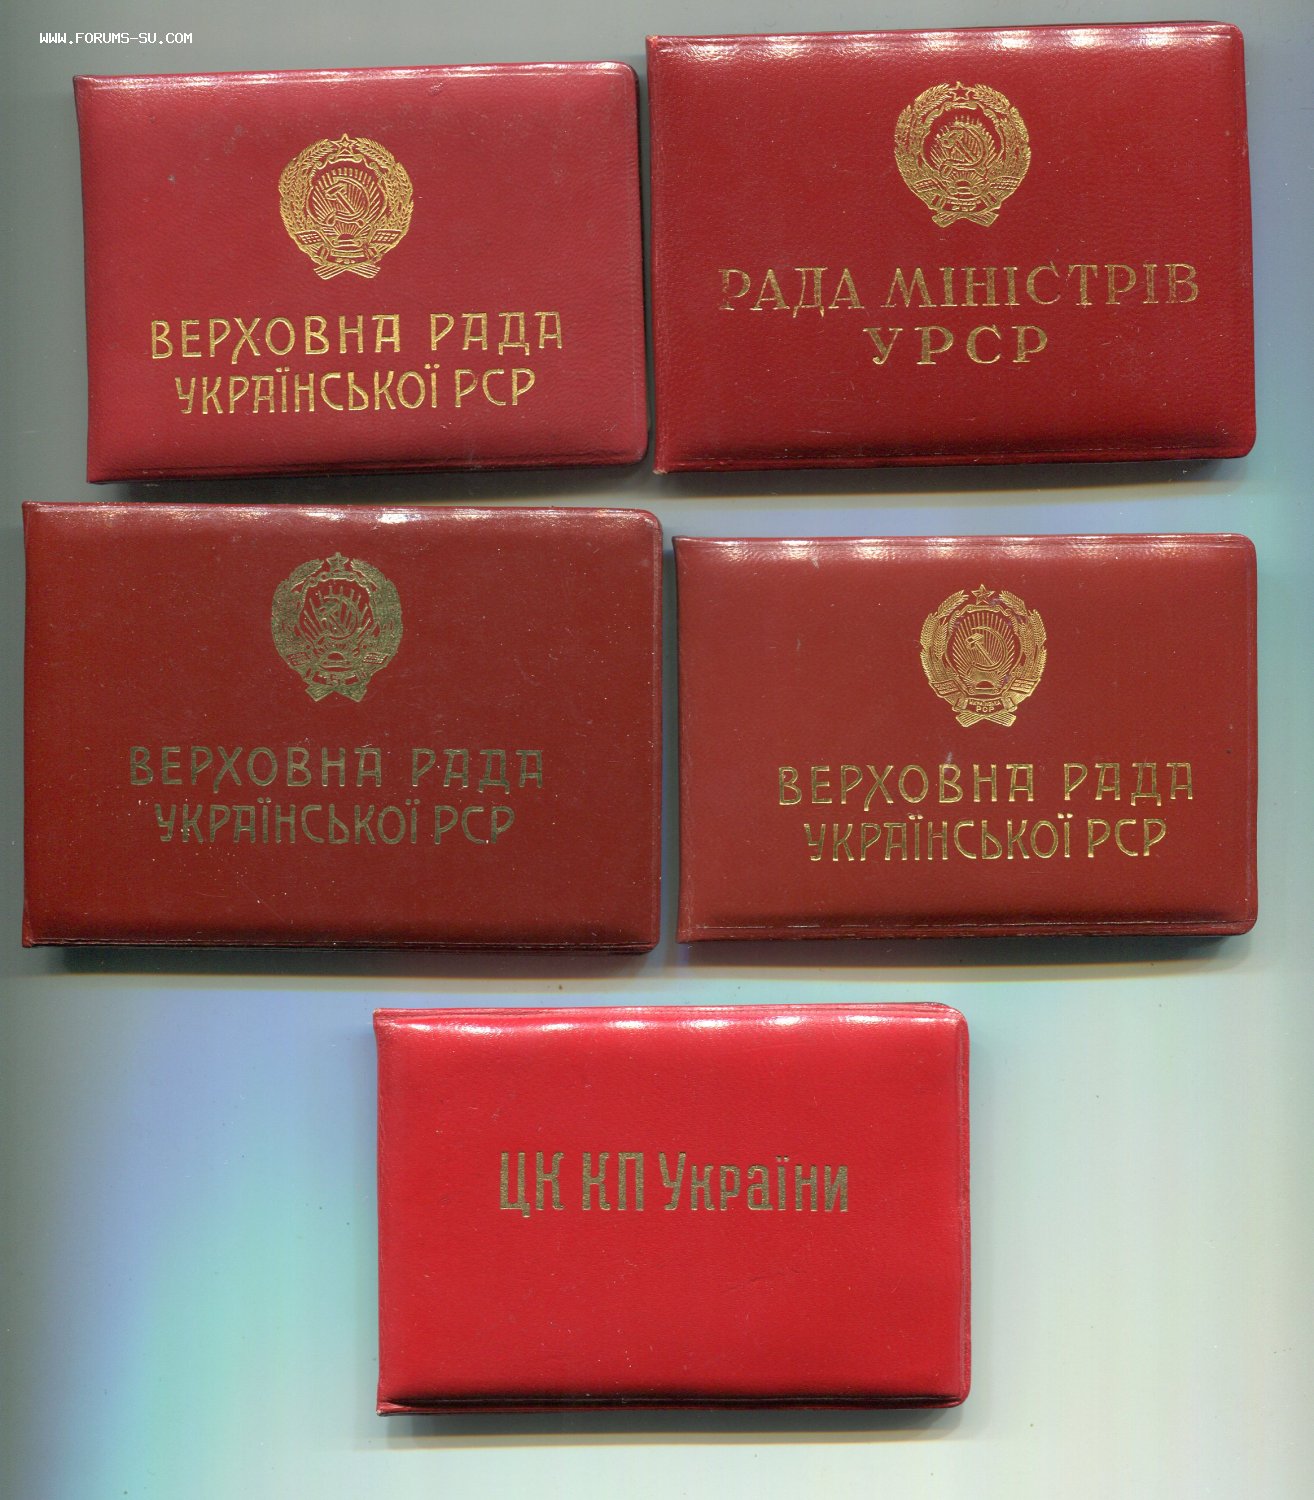 WWW.FORUMS-SU.COM
ВЕРХОВНА РАДА
УКРАЇНСЬКОЇ РСР
РАДА МІНІСТРІВ
УРСР
ВЕРХОВНА РАДА
УКРАЇНСЬКОЇ РСР
ВЕРХОВНА РАДА
УКРАЇНСЬКОЇ РСР
ЦК КП України